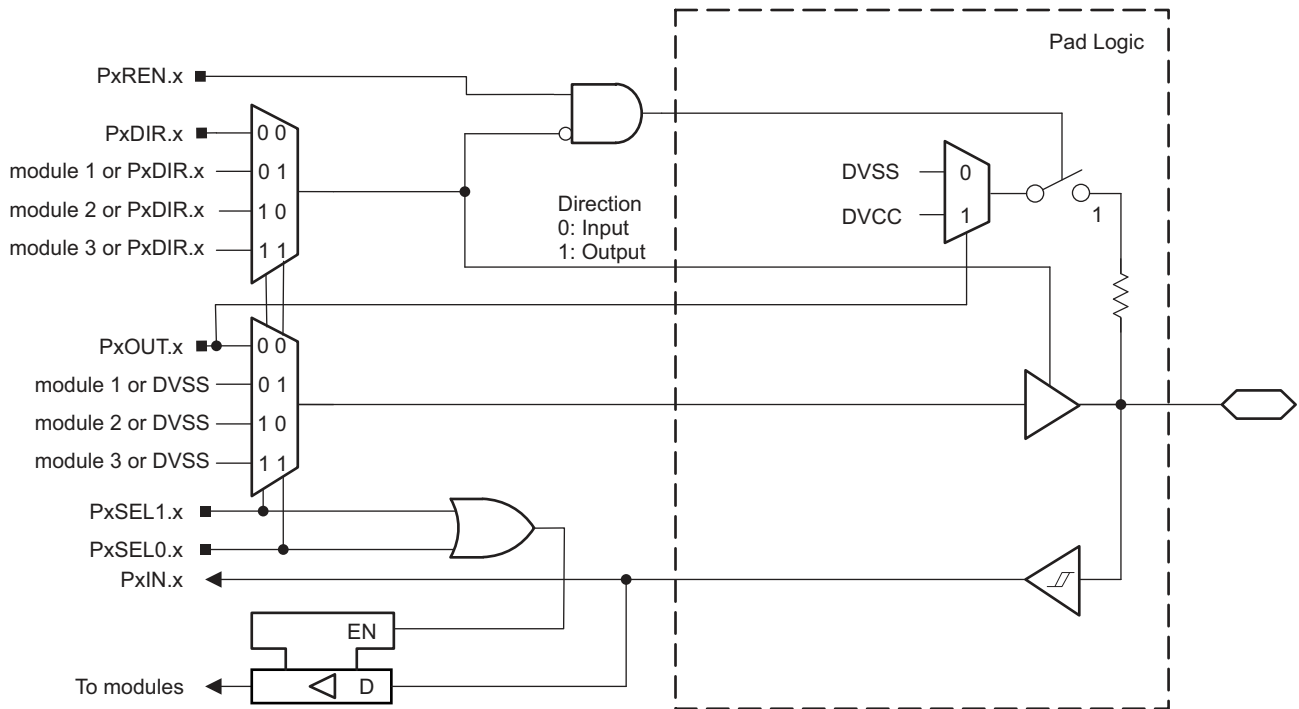 Pad Logic
PxREN.x
PxDIR.x
0 0
module 1 or PxDIR.x
0 1
module 2 or PxDIR.x
1 0
module 3 or PxDIR.x
1 1
Direction
0: Input
1: Output
DVSS
0
DVCC
1
1
PxOUT.x
0 0
module 1 or DVSS
0 1
module 2 or DVSS
1 0
module 3 or DVSS
1 1
PxSEL1.x
PxSEL0.x
PxIN.x
EN
D
To modules